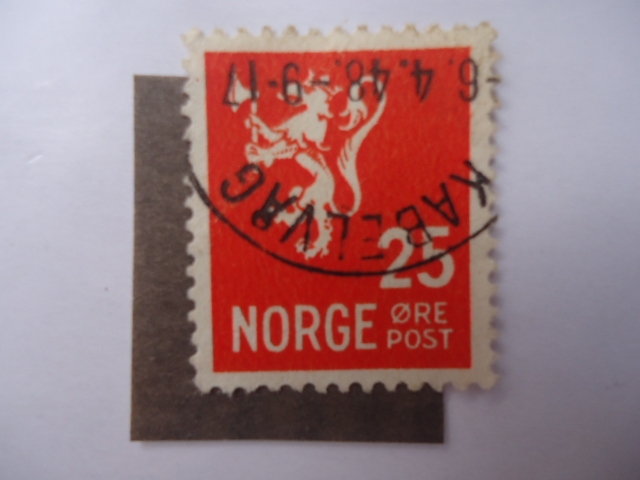 -6.4.48.-9-17
KABELVÅG
25
NORGE ØRE
POST